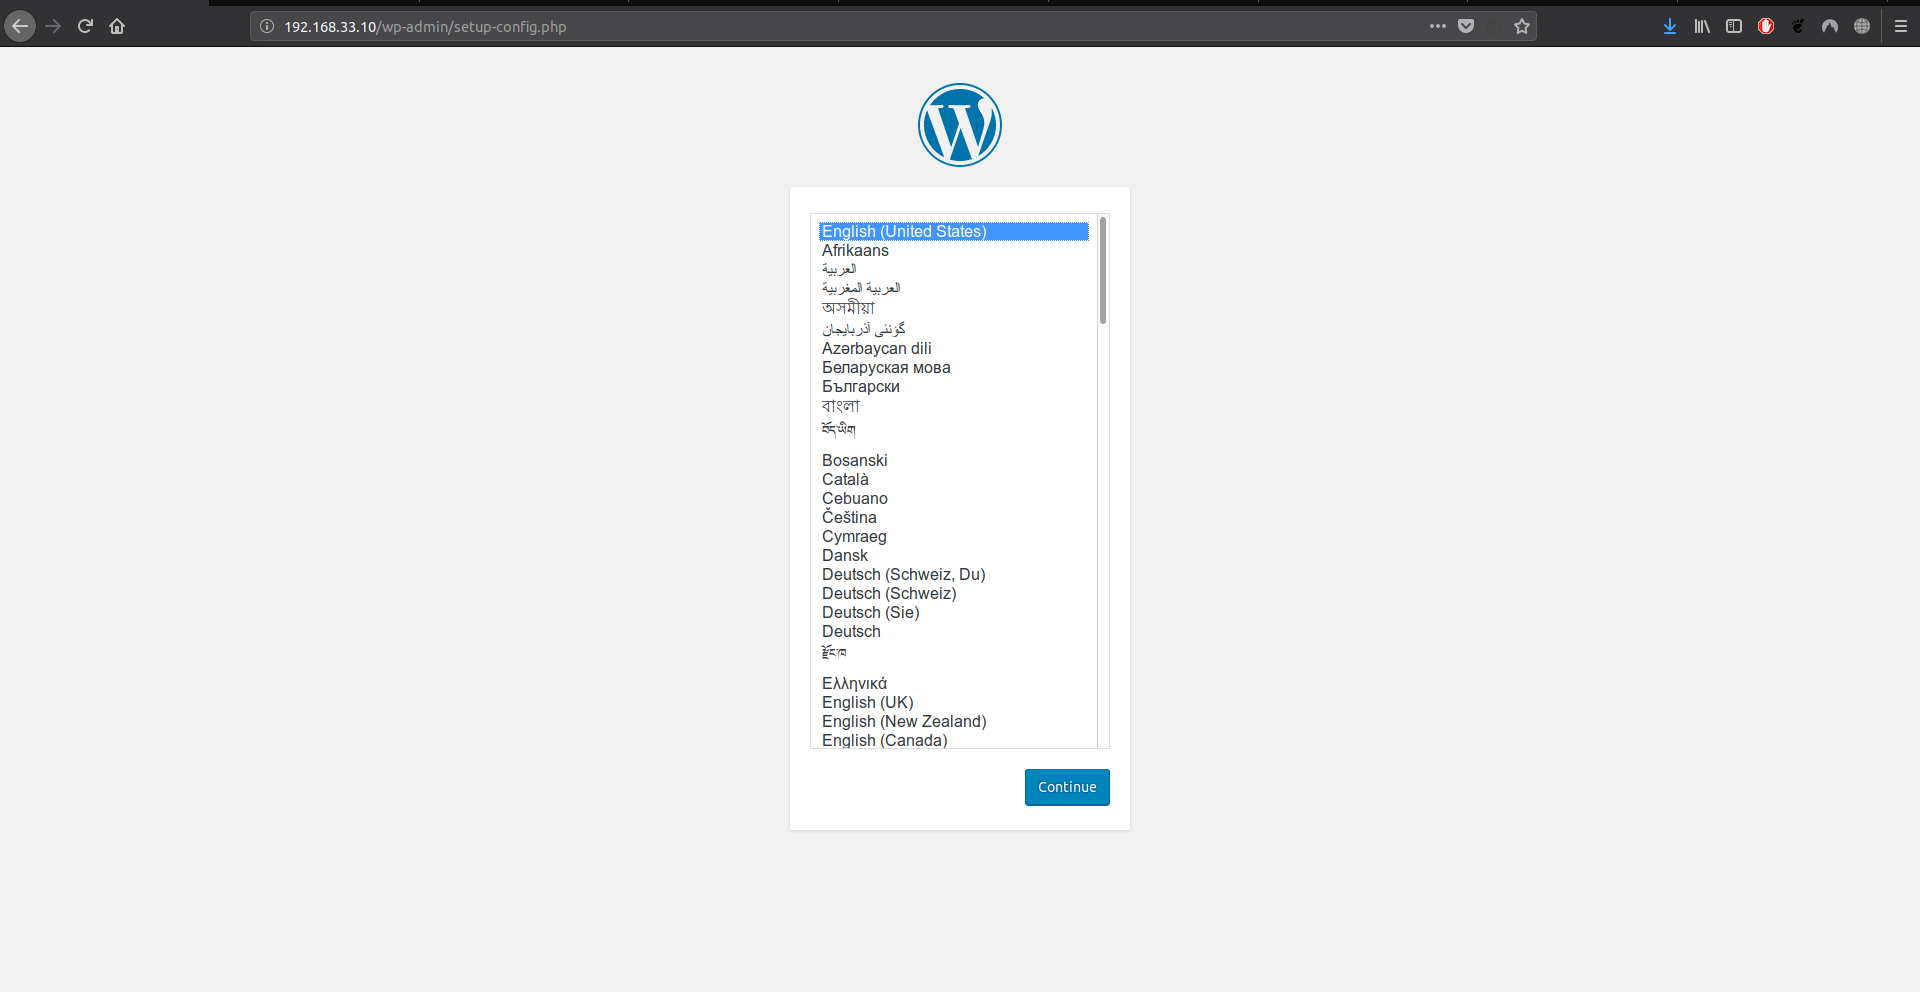 192.168.33.10/wp-admin/setup-config.php
English (United States)
Afrikaans
العربية
العربية المغربية
অসমীয়া
گؤنئی آذربایجان
Azərbaycan dili
Беларуская мова
Български
বাংলা
བོད་ཡིག
Bosanski
Català
Cebuano
Čeština
Cymraeg
Dansk
Deutsch (Schweiz, Du)
Deutsch (Schweiz)
Deutsch (Sie)
Deutsch
རྫོང་ཁ
Ελληνικά
English (UK)
English (New Zealand)
English (Canada)
Continue